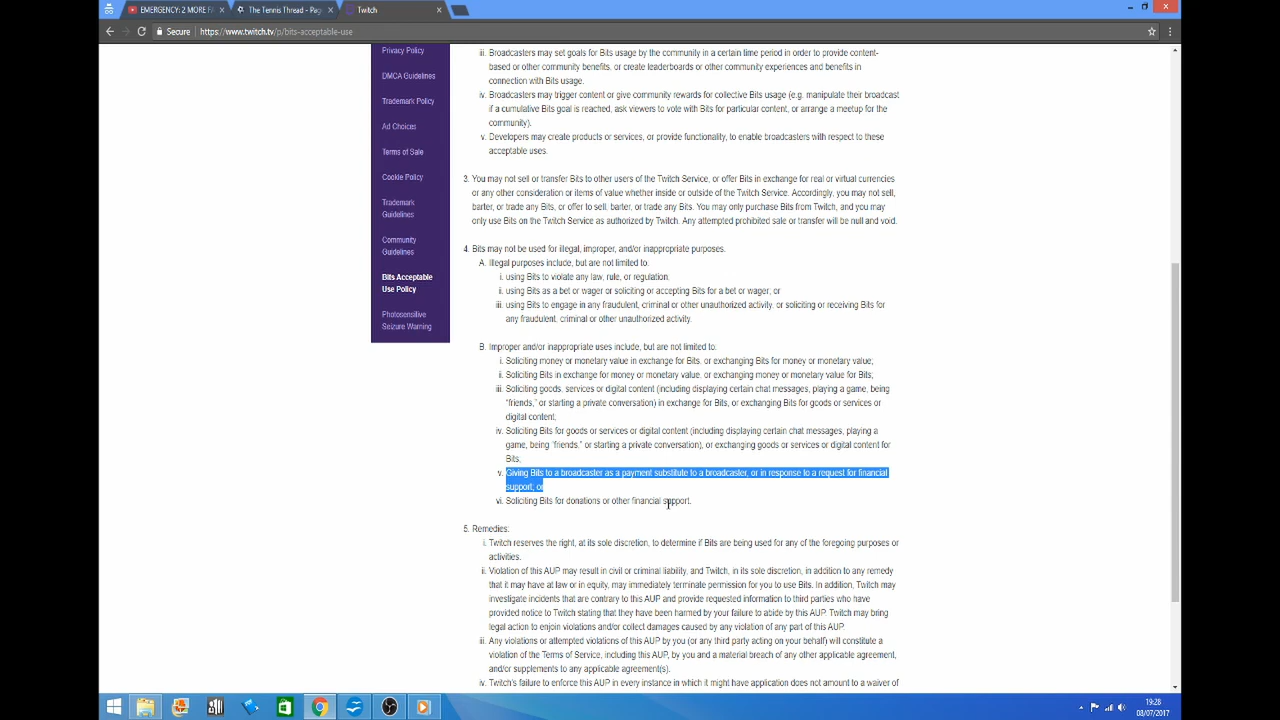 EMERGENCY: 2 MORE F
The Tennis Thread - Page
Twitch
Secure
https://www.twitch.tv/p/bits-acceptable-use
Privacy Policy
DMCA Guidelines
Trademark Policy
Ad Choices
Terms of Sale
Cookie Policy
Trademark
Guidelines
Community
Guidelines
Bits Acceptable
Use Policy
Photosensitive
Seizure Warning
iii. Broadcasters may set goals for Bits usage by the community in a certain time period in order to provide content-
based or other community benefits, or create leaderboards or other community experiences and benefits in
connection with Bits usage.
iv. Broadcasters may trigger content or give community rewards for collective Bits usage (e.g. manipulate their broadcast
if a cumulative Bits goal is reached, ask viewers to vote with Bits for particular content, or arrange a meetup for the
community).
v. Developers may create products or services, or provide functionality, to enable broadcasters with respect to these
acceptable uses.
3. You may not sell or transfer Bits to other users of the Twitch Service, or offer Bits in exchange for real or virtual currencies
or any other consideration or items of value whether inside or outside of the Twitch Service. Accordingly, you may not sell,
barter, or trade any Bits, or offer to sell, barter, or trade any Bits. You may only purchase Bits from Twitch, and you may
only use Bits on the Twitch Service as authorized by Twitch. Any attempted prohibited sale or transfer will be null and void.
4. Bits may not be used for illegal, improper, and/or inappropriate purposes.
A. Illegal purposes include, but are not limited to:
i. using Bits to violate any law, rule, or regulation;
ii. using Bits as a bet or wager or soliciting or accepting Bits for a bet or wager; or
iii. using Bits to engage in any fraudulent, criminal or other unauthorized activity, or soliciting or receiving Bits for
any fraudulent, criminal or other unauthorized activity.
B. Improper and/or inappropriate uses include, but are not limited to:
i. Soliciting money or monetary value in exchange for Bits, or exchanging Bits for money or monetary value;
ii. Soliciting Bits in exchange for money or monetary value, or exchanging money or monetary value for Bits;
iii. Soliciting goods, services or digital content (including displaying certain chat messages, playing a game, being
"friends," or starting a private conversation) in exchange for Bits, or exchanging Bits for goods or services or
digital content;
iv. Soliciting Bits for goods or services or digital content (including displaying certain chat messages, playing a
game, being "friends," or starting a private conversation), or exchanging goods or services or digital content for
Bits;
v. Giving Bits to a broadcaster as a payment substitute to a broadcaster, or in response to a request for financial
support; or
vi. Soliciting Bits for donations or other financial support.
5. Remedies:
i. Twitch reserves the right, at its sole discretion, to determine if Bits are being used for any of the foregoing purposes or
activities.
ii. Violation of this AUP may result in civil or criminal liability, and Twitch, in its sole discretion, in addition to any remedy
that it may have at law or in equity, may immediately terminate permission for you to use Bits. In addition, Twitch may
investigate incidents that are contrary to this AUP and provide requested information to third parties who have
provided notice to Twitch stating that they have been harmed by your failure to abide by this AUP. Twitch may bring
legal action to enjoin violations and/or collect damages caused by any violation of any part of this AUP.
iii. Any violations or attempted violations of this AUP by you (or any third party acting on your behalf) will constitute a
violation of the Terms of Service, including this AUP, by you and a material breach of any other applicable agreement,
and/or supplements to any applicable agreement(s).
iv. Twitch's failure to enforce this AUP in every instance in which it might have application does not amount to a waiver of
19:28
08/07/2017